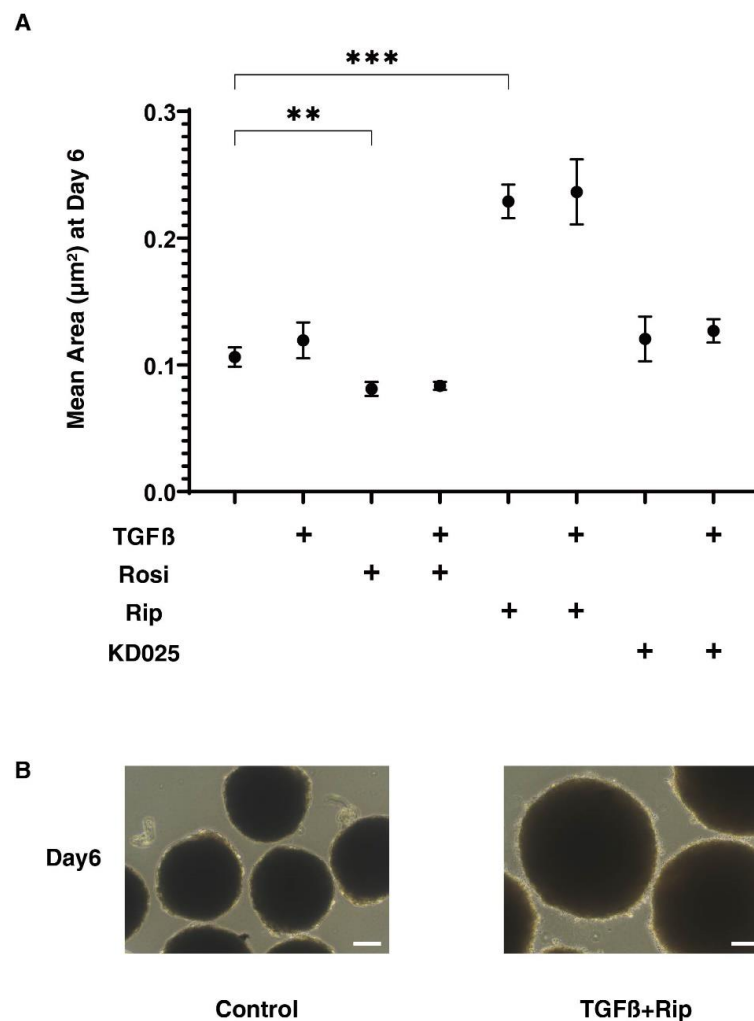 A
***
**
Mean Area (µm²) at Day 6
0.3
0.2
0.1
0.0
TGFß + + + +
Rosi + +
Rip + +
KD025 + +
B
Day6
Control TGFß+Rip